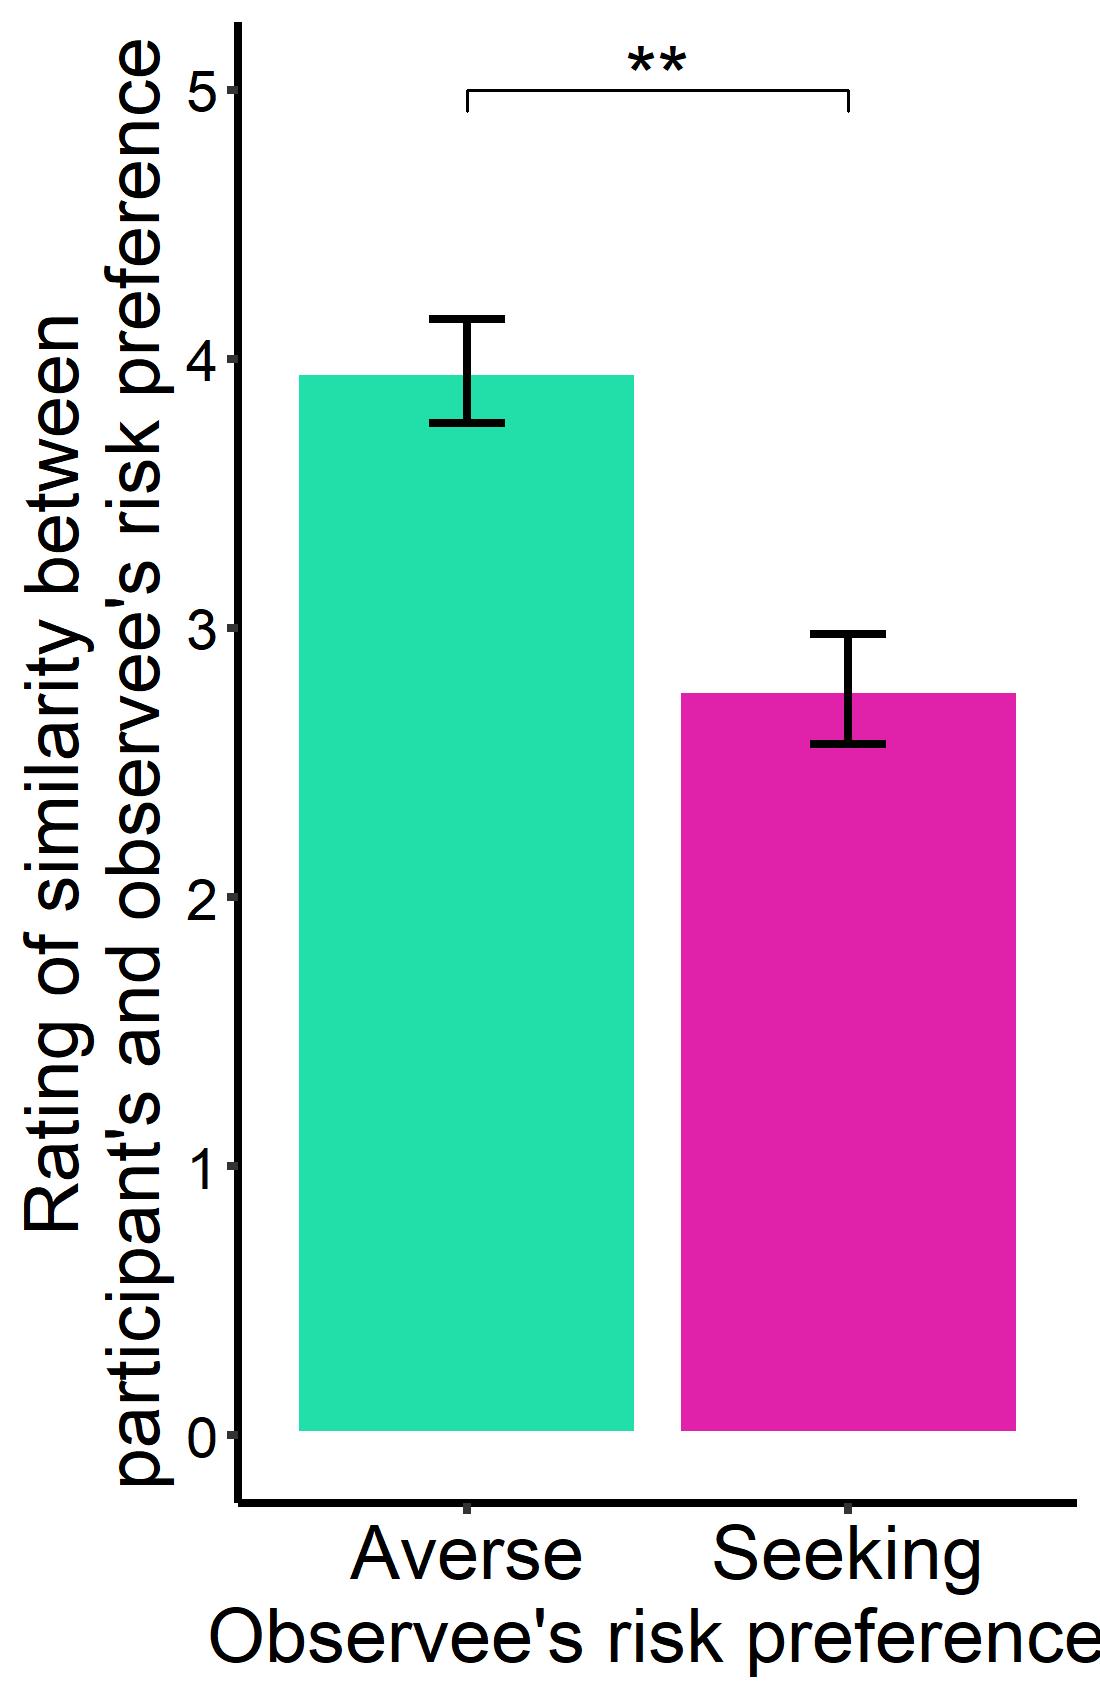 Rating of similarity between
participant's and observee's risk preference
**
5
4
3
2
1
0
Averse
Seeking
Observee's risk preference